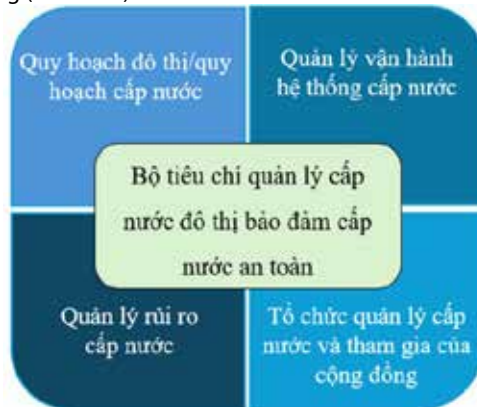 Quy hoạch đô thị/quy
hoạch cấp nước
Quản lý vận hành
hệ thống cấp nước
Bộ tiêu chí quản lý cấp
nước đô thị bảo đảm cấp
nước an toàn
Quản lý rủi ro
cấp nước
Tổ chức quản lý cấp
nước và tham gia của
cộng đồng